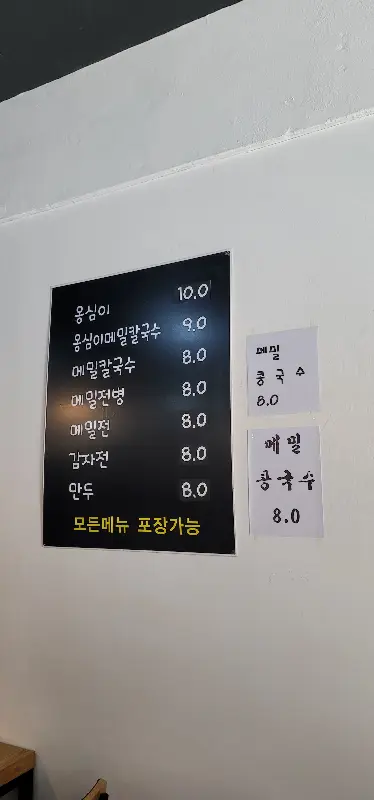 옹심이 10.0
옹심이메밀칼국수 9.0
메밀칼국수 8.0
메밀전병 8.0
메밀전 8.0
감자전 8.0
만두 8.0
모든메뉴 포장가능
메밀
콩국수
8.0
메밀
콩국수
8.0